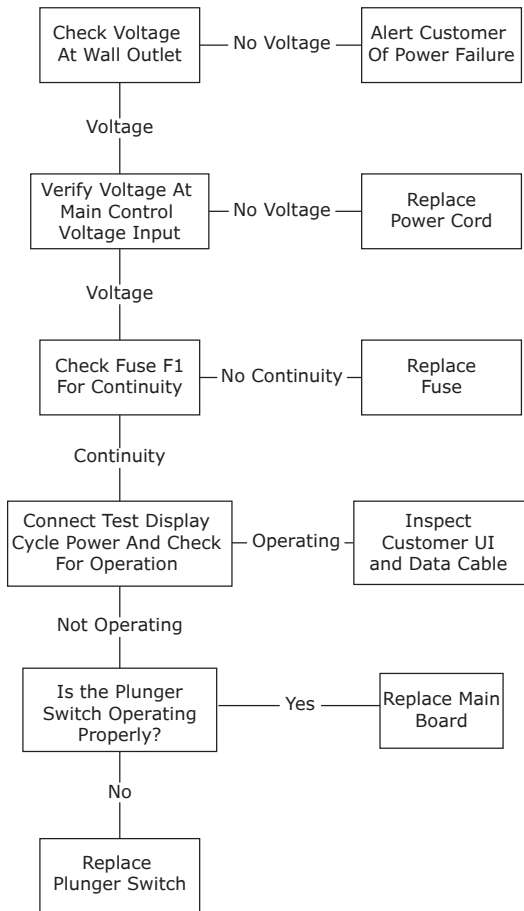 Check Voltage
At Wall Outlet
No Voltage
Alert Customer
Of Power Failure
Voltage
Verify Voltage At
Main Control
Voltage Input
No Voltage
Replace
Power Cord
Voltage
Check Fuse F1
For Continuity
No Continuity
Replace
Fuse
Continuity
Connect Test Display
Cycle Power And Check
For Operation
Operating
Inspect
Customer UI
and Data Cable
Not Operating
Is the Plunger
Switch Operating
Properly?
Yes
Replace Main
Board
No
Replace
Plunger Switch